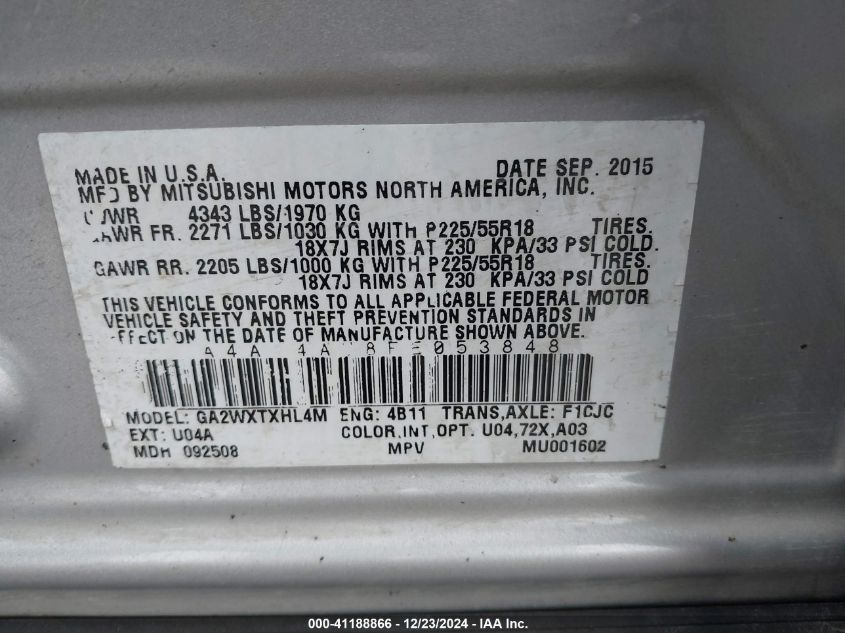 MADE IN U.S.A. DATE SEP. 2015
MFD BY MITSUBISHI MOTORS NORTH AMERICA, INC.
4343 LBS/1970 KG
FR. 2271 LBS/1030 KG WITH P225/55R18 TIRES.
18X7J RIMS AT 230 KPA/33 PSI COLD.
GAWR RR. 2205 LBS/1000 KG WITH P225/55R18 TIRES.
18X7J RIMS AT 230 KPA/33 PSI COLD
THIS VEHICLE CONFORMS TO ALL APPLICABLE FEDERAL MOTOR
VEHICLE SAFETY AND THEFT PREVENTION STANDARDS IN
EFFECT ON THE DATE OF MANUFACTURE SHOWN ABOVE.
MODEL: GA2WXTXHL4M ENG: 4B11 TRANS,AXLE: F1CJC
EXT: U04A COLOR,INT,OPT. U04,72X,A03
MDH 092508 MPV MU001602
000-41188866 - 12/23/2024 - IAA Inc.